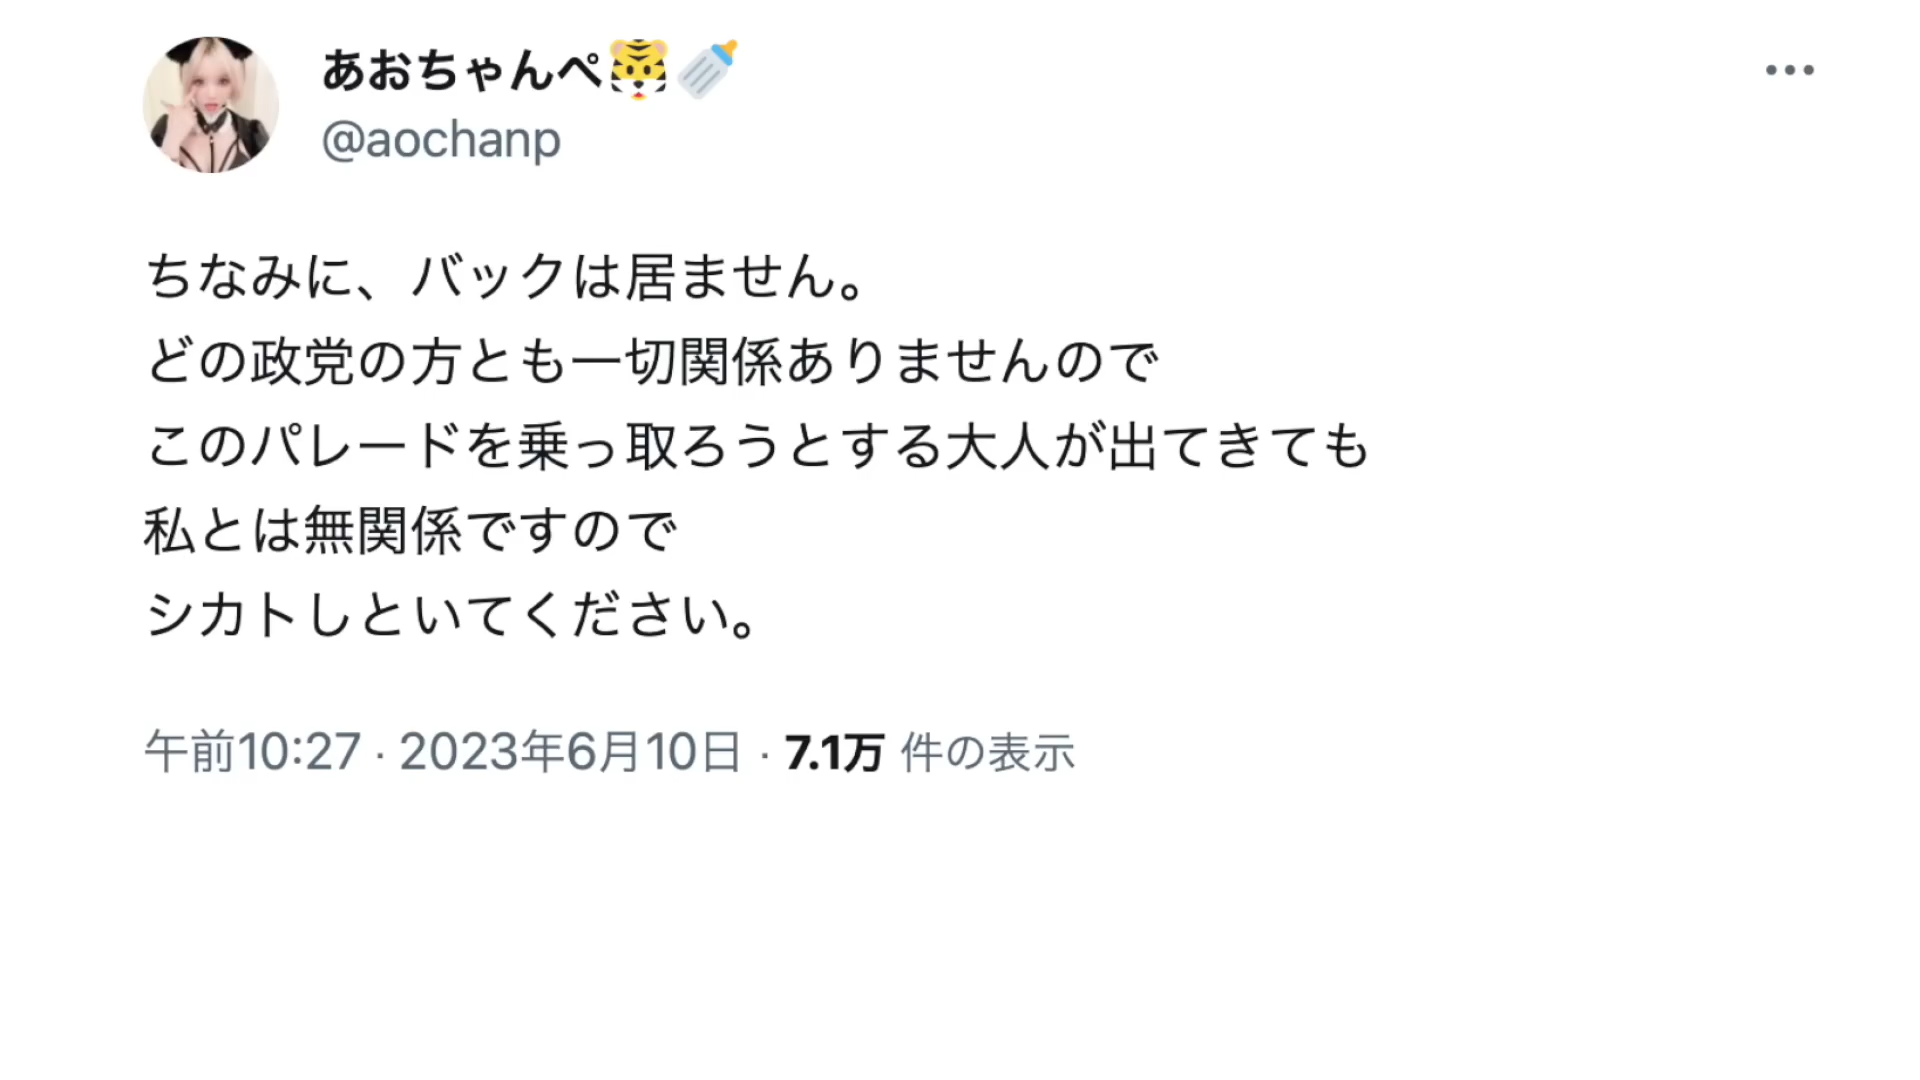 あおちゃんぺ🐯🍼
@aochanp
ちなみに、バックは居ません。
どの政党の方とも一切関係ありませんので
このパレードを乗っ取ろうとする大人が出てきても
私とは無関係ですので
シカトしといてください。
午前10:27 · 2023年6月10日 · 7.1万 件の表示